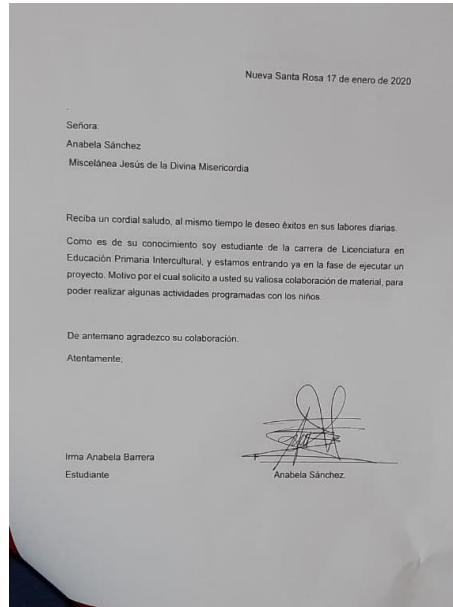 Nueva Santa Rosa 17 de enero de 2020
Señora:
Anabela Sánchez
Miscelánea Jesús de la Divina Misericordia
Reciba un cordial saludo, al mismo tiempo le deseo éxitos en sus labores diarias.
Como es de su conocimiento soy estudiante de la carrera de Licenciatura en
Educación Primaria Intercultural, y estamos entrando ya en la fase de ejecutar un
proyecto. Motivo por el cual solicito a usted su valiosa colaboración de material, para
poder realizar algunas actividades programadas con los niños.
De antemano agradezco su colaboración.
Atentamente;
F
Irma Anabela Barrera
Estudiante
Anabela Sánchez.